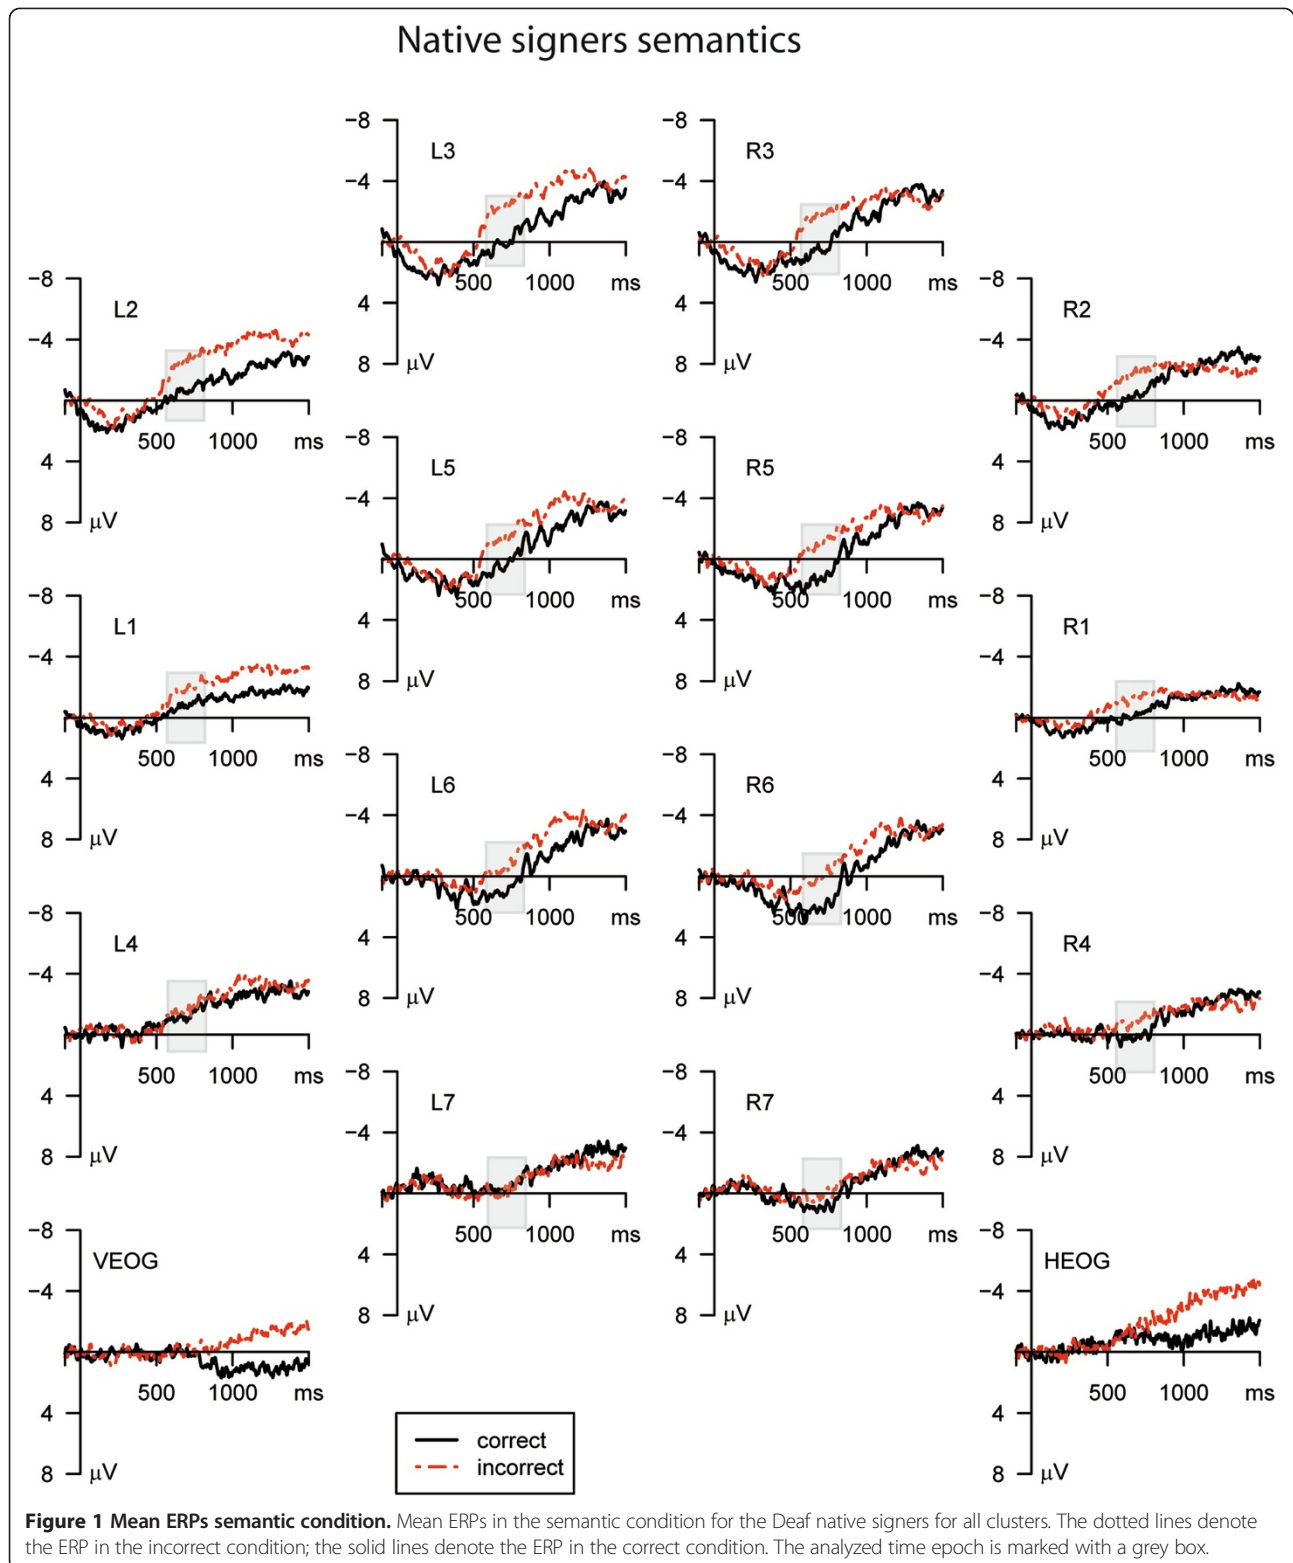 Native signers semantics
−8
−4
L3
500 1000 ms
4
8 μV
−8
−4
R3
500 1000 ms
4
8 μV
−8
−4
L2
500 1000 ms
4
8 μV
−8
−4
R2
500 1000 ms
4
8 μV
−8
−4
L5
500 1000 ms
4
8 μV
−8
−4
R5
500 1000 ms
4
8 μV
−8
−4
L1
500 1000 ms
4
8 μV
−8
−4
R1
500 1000 ms
4
8 μV
−8
−4
L6
500 1000 ms
4
8 μV
−8
−4
R6
500 1000 ms
4
8 μV
−8
−4
L4
500 1000 ms
4
8 μV
−8
−4
R4
500 1000 ms
4
8 μV
−8
−4
L7
500 1000 ms
4
8 μV
−8
−4
R7
500 1000 ms
4
8 μV
−8
VEOG
−4
500 1000 ms
4
8 μV
−8
HEOG
−4
500 1000 ms
4
8 μV
correct
incorrect
Figure 1 Mean ERPs semantic condition. Mean ERPs in the semantic condition for the Deaf native signers for all clusters. The dotted lines denote
the ERP in the incorrect condition; the solid lines denote the ERP in the correct condition. The analyzed time epoch is marked with a grey box.